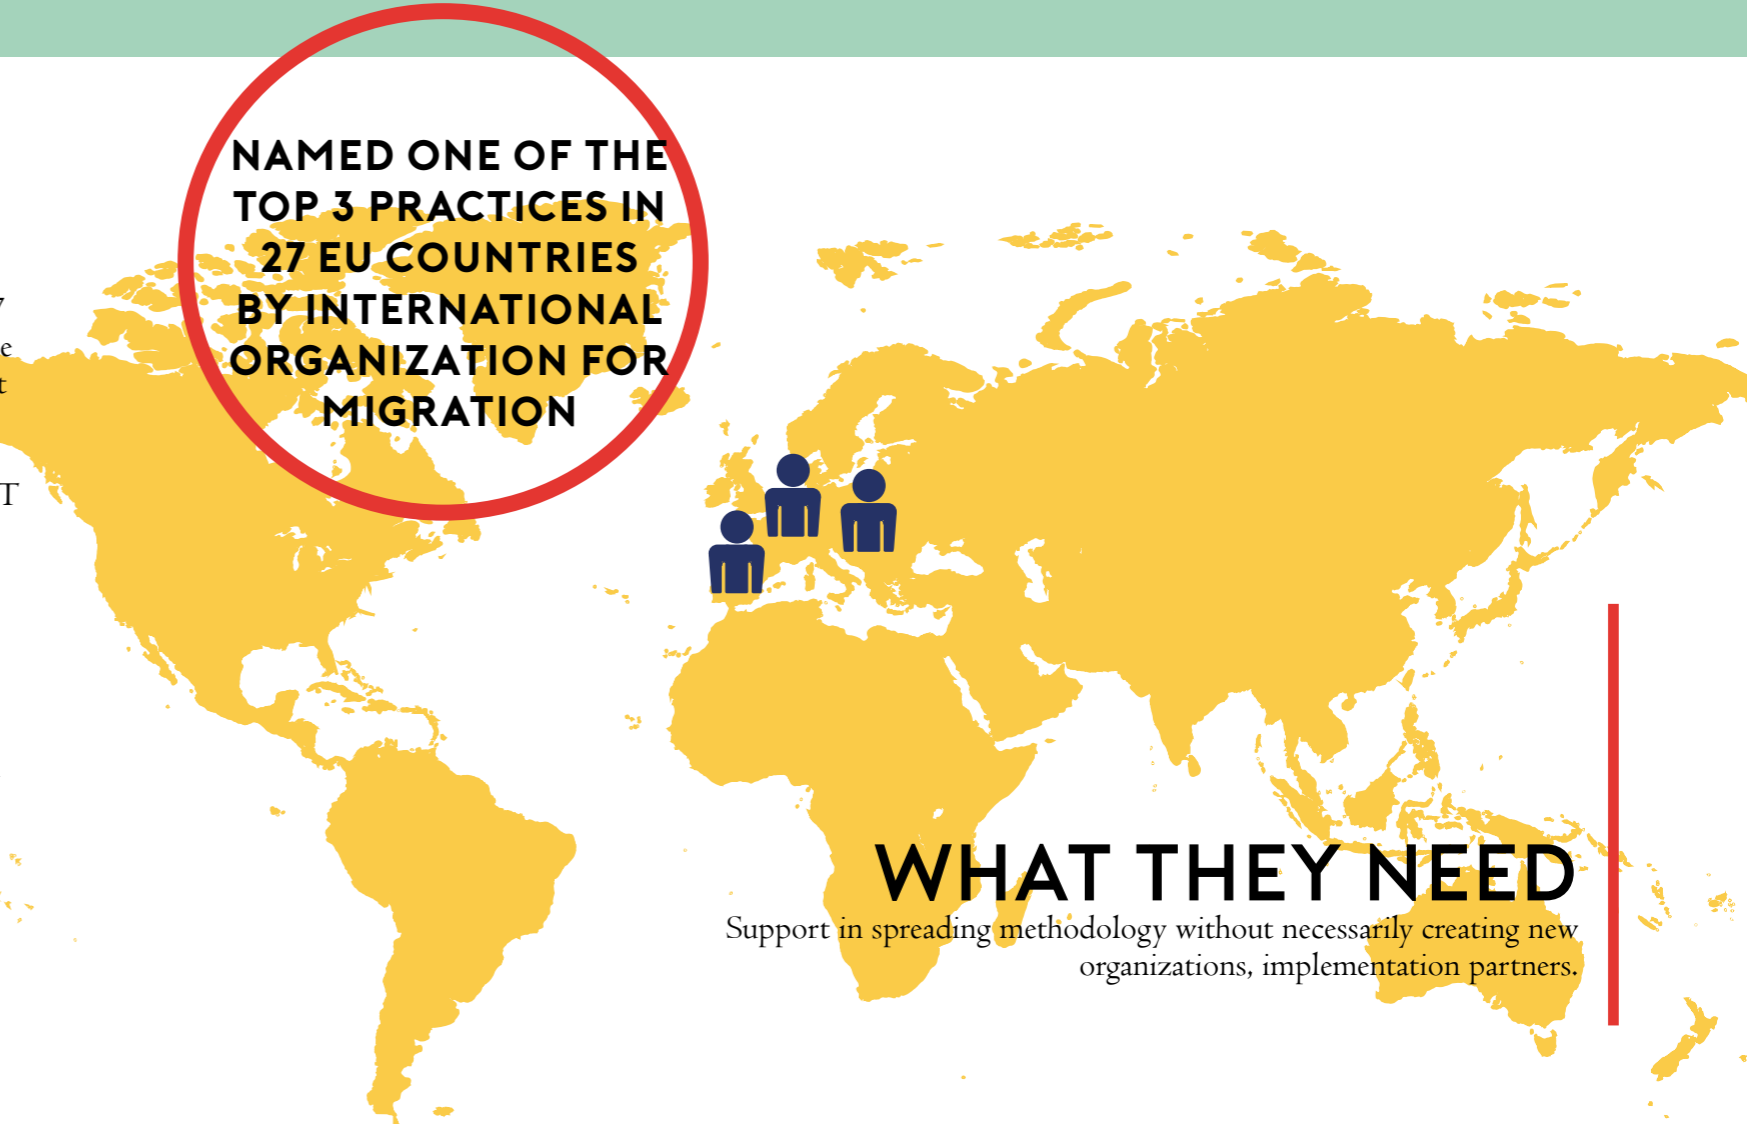 NAMED ONE OF THE
TOP 3 PRACTICES IN
27 EU COUNTRIES
BY INTERNATIONAL
ORGANIZATION FOR
MIGRATION
WHAT THEY NEED
Support in spreading methodology without necessarily creating new
organizations, implementation partners.